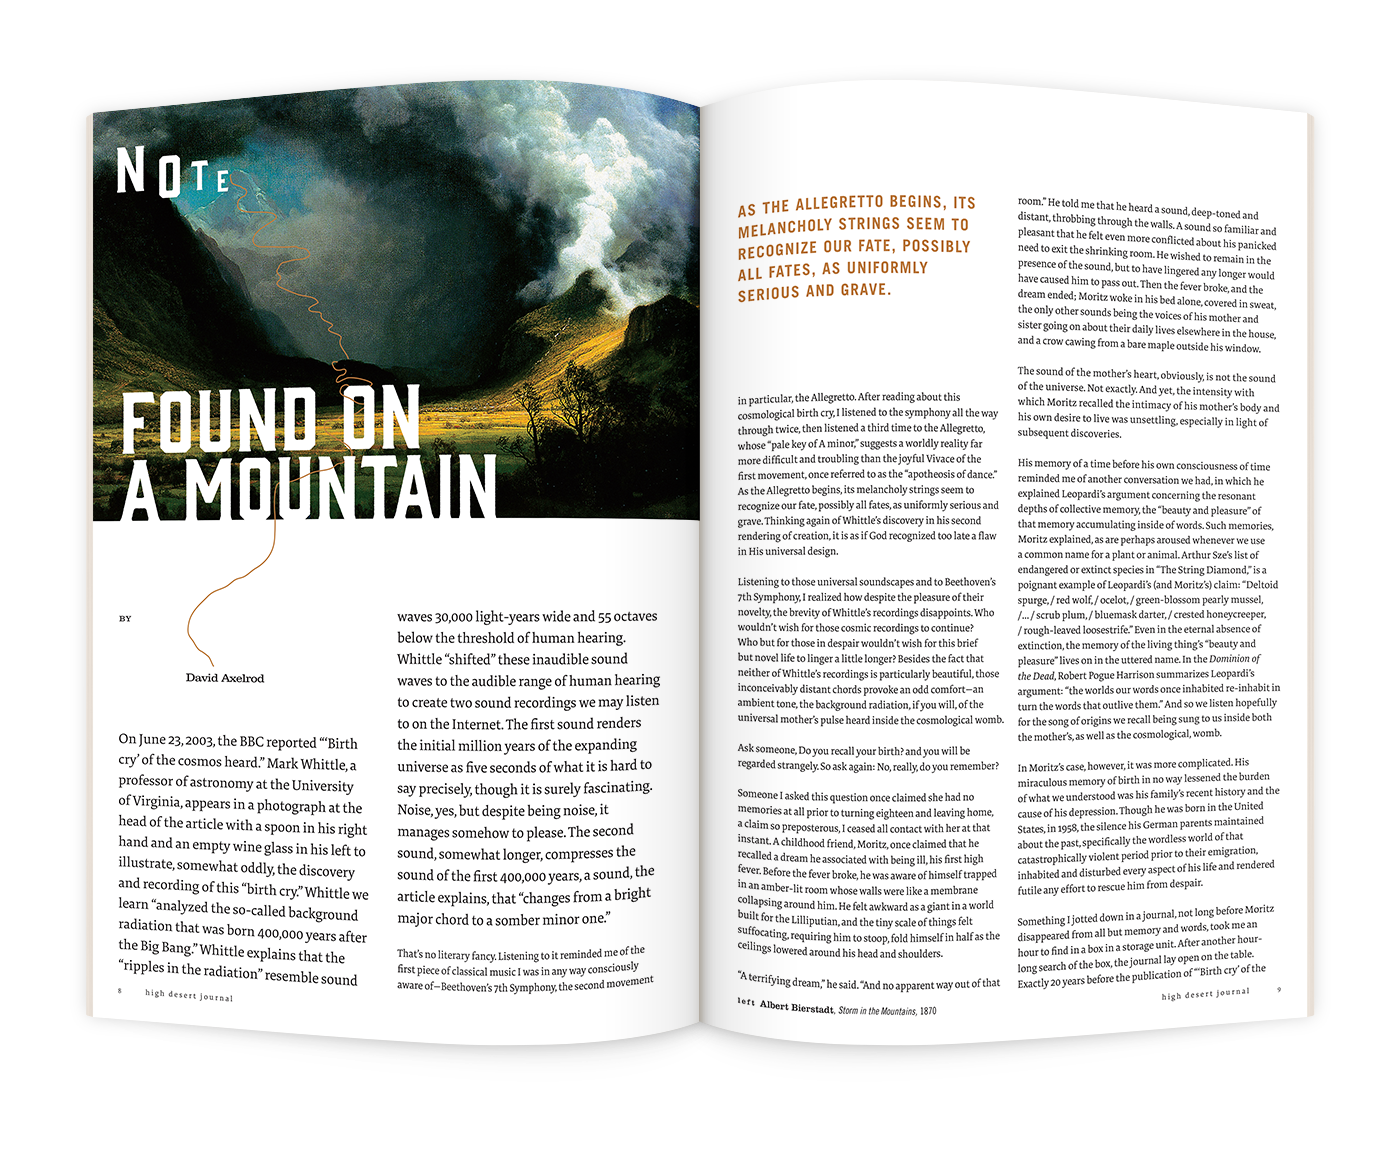 NOTE
FOUND ON
A MOUNTAIN
BY
David Axelrod
On June 23, 2003, the BBC reported “‘Birth
cry’ of the cosmos heard.” Mark Whittle, a
professor of astronomy at the University
of Virginia, appears in a photograph at the
head of the article with a spoon in his right
hand and an empty wine glass in his left to
illustrate, somewhat oddly, the discovery
and recording of this “birth cry.” Whittle we
learn “analyzed the so-called background
radiation that was born 400,000 years after
the Big Bang.” Whittle explains that the
“ripples in the radiation” resemble sound
waves 30,000 light-years wide and 55 octaves
below the threshold of human hearing.
Whittle “shifted” these inaudible sound
waves to the audible range of human hearing
to create two sound recordings we may listen
to on the Internet. The first sound renders
the initial million years of the expanding
universe as five seconds of what it is hard to
say precisely, though it is surely fascinating.
Noise, yes, but despite being noise, it
manages somehow to please. The second
sound, somewhat longer, compresses the
sound of the first 400,000 years, a sound, the
article explains, that “changes from a bright
major chord to a somber minor one.”
That’s no literary fancy. Listening to it reminded me of the
first piece of classical music I was in any way consciously
aware of—Beethoven’s 7th Symphony, the second movement
8 high desert journal
AS THE ALLEGRETTO BEGINS, ITS
MELANCHOLY STRINGS SEEM TO
RECOGNIZE OUR FATE, POSSIBLY
ALL FATES, AS UNIFORMLY
SERIOUS AND GRAVE.
in particular, the Allegretto. After reading about this
cosmological birth cry, I listened to the symphony all the way
through twice, then listened a third time to the Allegretto,
whose “pale key of A minor,” suggests a worldly reality far
more difficult and troubling than the joyful Vivace of the
first movement, once referred to as the “apotheosis of dance.”
As the Allegretto begins, its melancholy strings seem to
recognize our fate, possibly all fates, as uniformly serious and
grave. Thinking again of Whittle’s discovery in his second
rendering of creation, it is as if God recognized too late a flaw
in His universal design.
Listening to those universal soundscapes and to Beethoven’s
7th Symphony, I realized how despite the pleasure of their
novelty, the brevity of Whittle’s recordings disappoints. Who
wouldn’t wish for those cosmic recordings to continue?
Who but for those in despair wouldn’t wish for this brief
but novel life to linger a little longer? Besides the fact that
neither of Whittle’s recordings is particularly beautiful, those
inconceivably distant chords provoke an odd comfort—an
ambient tone, the background radiation, if you will, of the
universal mother’s pulse heard inside the cosmological womb.
Ask someone, Do you recall your birth? and you will be
regarded strangely. So ask again: No, really, do you remember?
Someone I asked this question once claimed she had no
memories at all prior to turning eighteen and leaving home,
a claim so preposterous, I ceased all contact with her at that
instant. A childhood friend, Moritz, once claimed that he
recalled a dream he associated with being ill, his first high
fever. Before the fever broke, he was aware of himself trapped
in an amber-lit room whose walls were like a membrane
collapsing around him. He felt awkward as a giant in a world
built for the Lilliputian, and the tiny scale of things felt
suffocating, requiring him to stoop, fold himself in half as the
ceilings lowered around his head and shoulders.
“A terrifying dream,” he said. “And no apparent way out of that
left Albert Bierstadt, Storm in the Mountains, 1870
room.” He told me that he heard a sound, deep-toned and
distant, throbbing through the walls. A sound so familiar and
pleasant that he felt even more conflicted about his panicked
need to exit the shrinking room. He wished to remain in the
presence of the sound, but to have lingered any longer would
have caused him to pass out. Then the fever broke, and the
dream ended; Moritz woke in his bed alone, covered in sweat,
the only other sounds being the voices of his mother and
sister going on about their daily lives elsewhere in the house,
and a crow cawing from a bare maple outside his window.
The sound of the mother’s heart, obviously, is not the sound
of the universe. Not exactly. And yet, the intensity with
which Moritz recalled the intimacy of his mother’s body and
his own desire to live was unsettling, especially in light of
subsequent discoveries.
His memory of a time before his own consciousness of time
reminded me of another conversation we had, in which he
explained Leopardi’s argument concerning the resonant
depths of collective memory, the “beauty and pleasure” of
that memory accumulating inside of words. Such memories,
Moritz explained, as are perhaps aroused whenever we use
a common name for a plant or animal. Arthur Sze’s list of
endangered or extinct species in “The String Diamond,” is a
poignant example of Leopardi’s (and Moritz’s) claim: “Deltoid
spurge, / red wolf, / ocelot, / green-blossom pearly mussel,
/... / scrub plum, / bluemask darter, / crested honeycreeper,
/ rough-leaved loosestrife.” Even in the eternal absence of
extinction, the memory of the living thing’s “beauty and
pleasure” lives on in the uttered name. In the Dominion of
the Dead, Robert Pogue Harrison summarizes Leopardi’s
argument: “the worlds our words once inhabited re-inhabit in
turn the words that outlive them.” And so we listen hopefully
for the song of origins we recall being sung to us inside both
the mother’s, as well as the cosmological, womb.
In Moritz’s case, however, it was more complicated. His
miraculous memory of birth in no way lessened the burden
of what we understood was his family’s recent history and the
cause of his depression. Though he was born in the United
States, in 1958, the silence his German parents maintained
about the past, specifically the wordless world of that
catastrophically violent period prior to their emigration,
inhabited and disturbed every aspect of his life and rendered
futile any effort to rescue him from despair.
Something I jotted down in a journal, not long before Moritz
disappeared from all but memory and words, took me an
hour to find in a box in a storage unit. After another hour-
long search of the box, the journal lay open on the table.
Exactly 20 years before the publication of “‘Birth cry’ of the
high desert journal 9